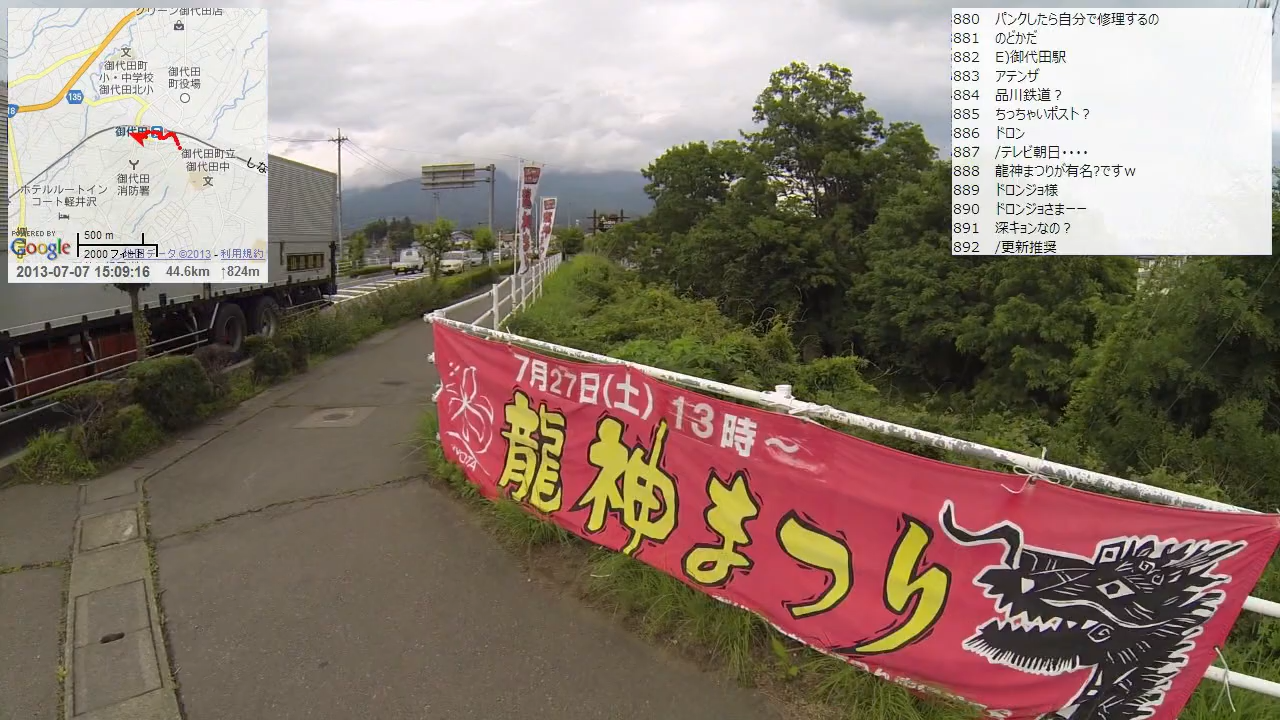 グリーン御代田店
御代田町
小・中学校
御代田北小
御代田
町役場
135
18
御代田
御代田町立
御代田中
しな
御代田
消防署
ホテルルートイン
コート軽井沢
POWERED BY
Google
500 m
2000 フィート
地図データ ©2013 - 利用規約
2013-07-07 15:09:16 44.6km ↑824m
880 パンクしたら自分で修理するの
881 のどかだ
882 E)御代田駅
883 アテンザ
884 品川鉄道？
885 ちっちゃいポスト？
886 ドロン
887 /テレビ朝日････
888 龍神まつりが有名?ですｗ
889 ドロンジョ様
890 ドロンジョさまーー
891 深キョンなの？
892 /更新推奨
7月27日(土) 13時～
龍神まつり